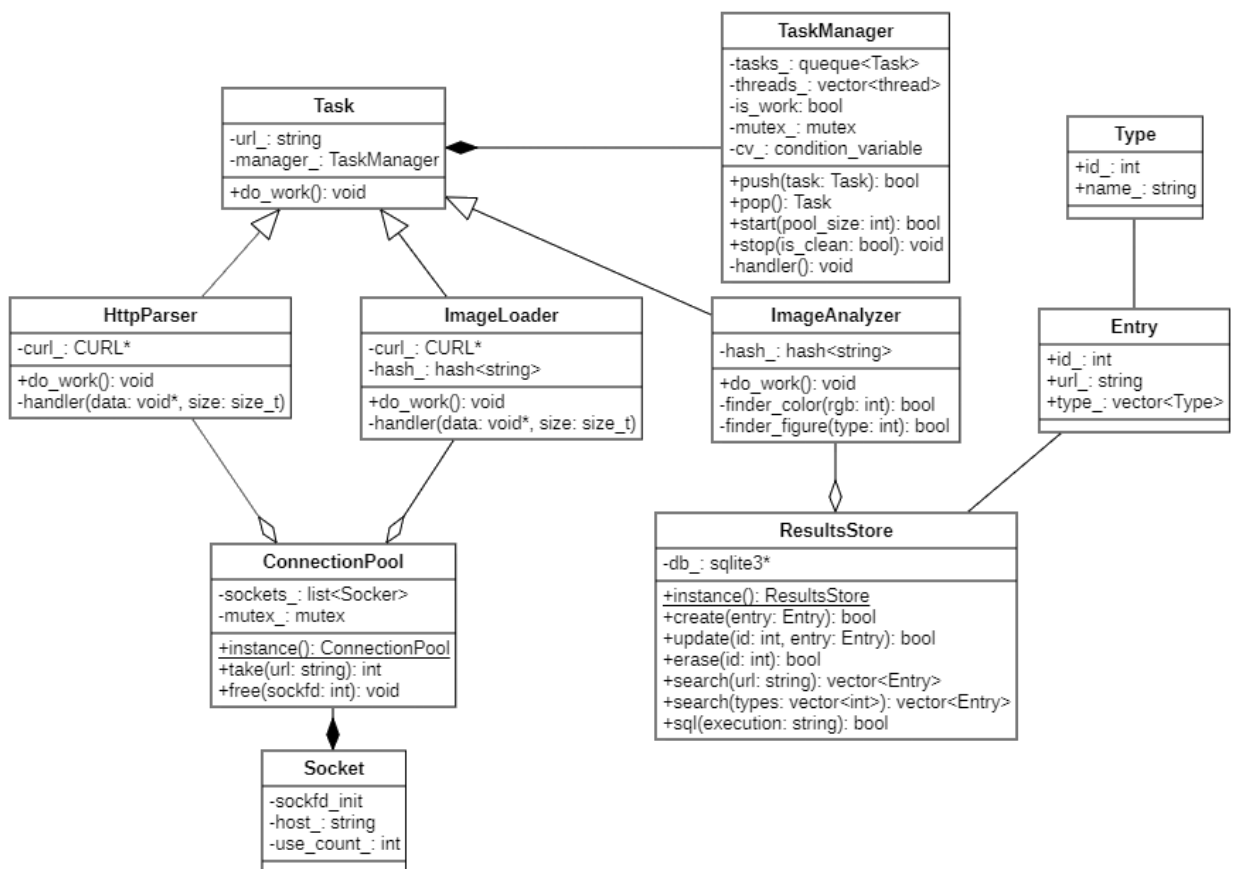 TaskManager
-tasks_: queque<Task>
-threads_: vector<thread>
-is_work: bool
-mutex_: mutex
-cv_: condition_variable
+push(task: Task): bool
+pop(): Task
+start(pool_size: int): bool
+stop(is_clean: bool): void
-handler(): void
Task
-url_: string
-manager_: TaskManager
+do_work(): void
Type
+id_: int
+name_: string
HttpParser
-curl_: CURL*
+do_work(): void
-handler(data: void*, size: size_t)
ImageLoader
-curl_: CURL*
-hash_: hash<string>
+do_work(): void
-handler(data: void*, size: size_t)
ImageAnalyzer
-hash_: hash<string>
+do_work(): void
-finder_color(rgb: int): bool
-finder_figure(type: int): bool
Entry
+id_: int
+url_: string
+type_: vector<Type>
ConnectionPool
-sockets_: list<Socker>
-mutex_: mutex
+instance(): ConnectionPool
+take(url: string): int
+free(sockfd: int): void
ResultsStore
-db_: sqlite3*
+instance(): ResultsStore
+create(entry: Entry): bool
+update(id: int, entry: Entry): bool
+erase(id: int): bool
+search(url: string): vector<Entry>
+search(types: vector<int>): vector<Entry>
+sql(execution: string): bool
Socket
-sockfd_init
-host_: string
-use_count_: int